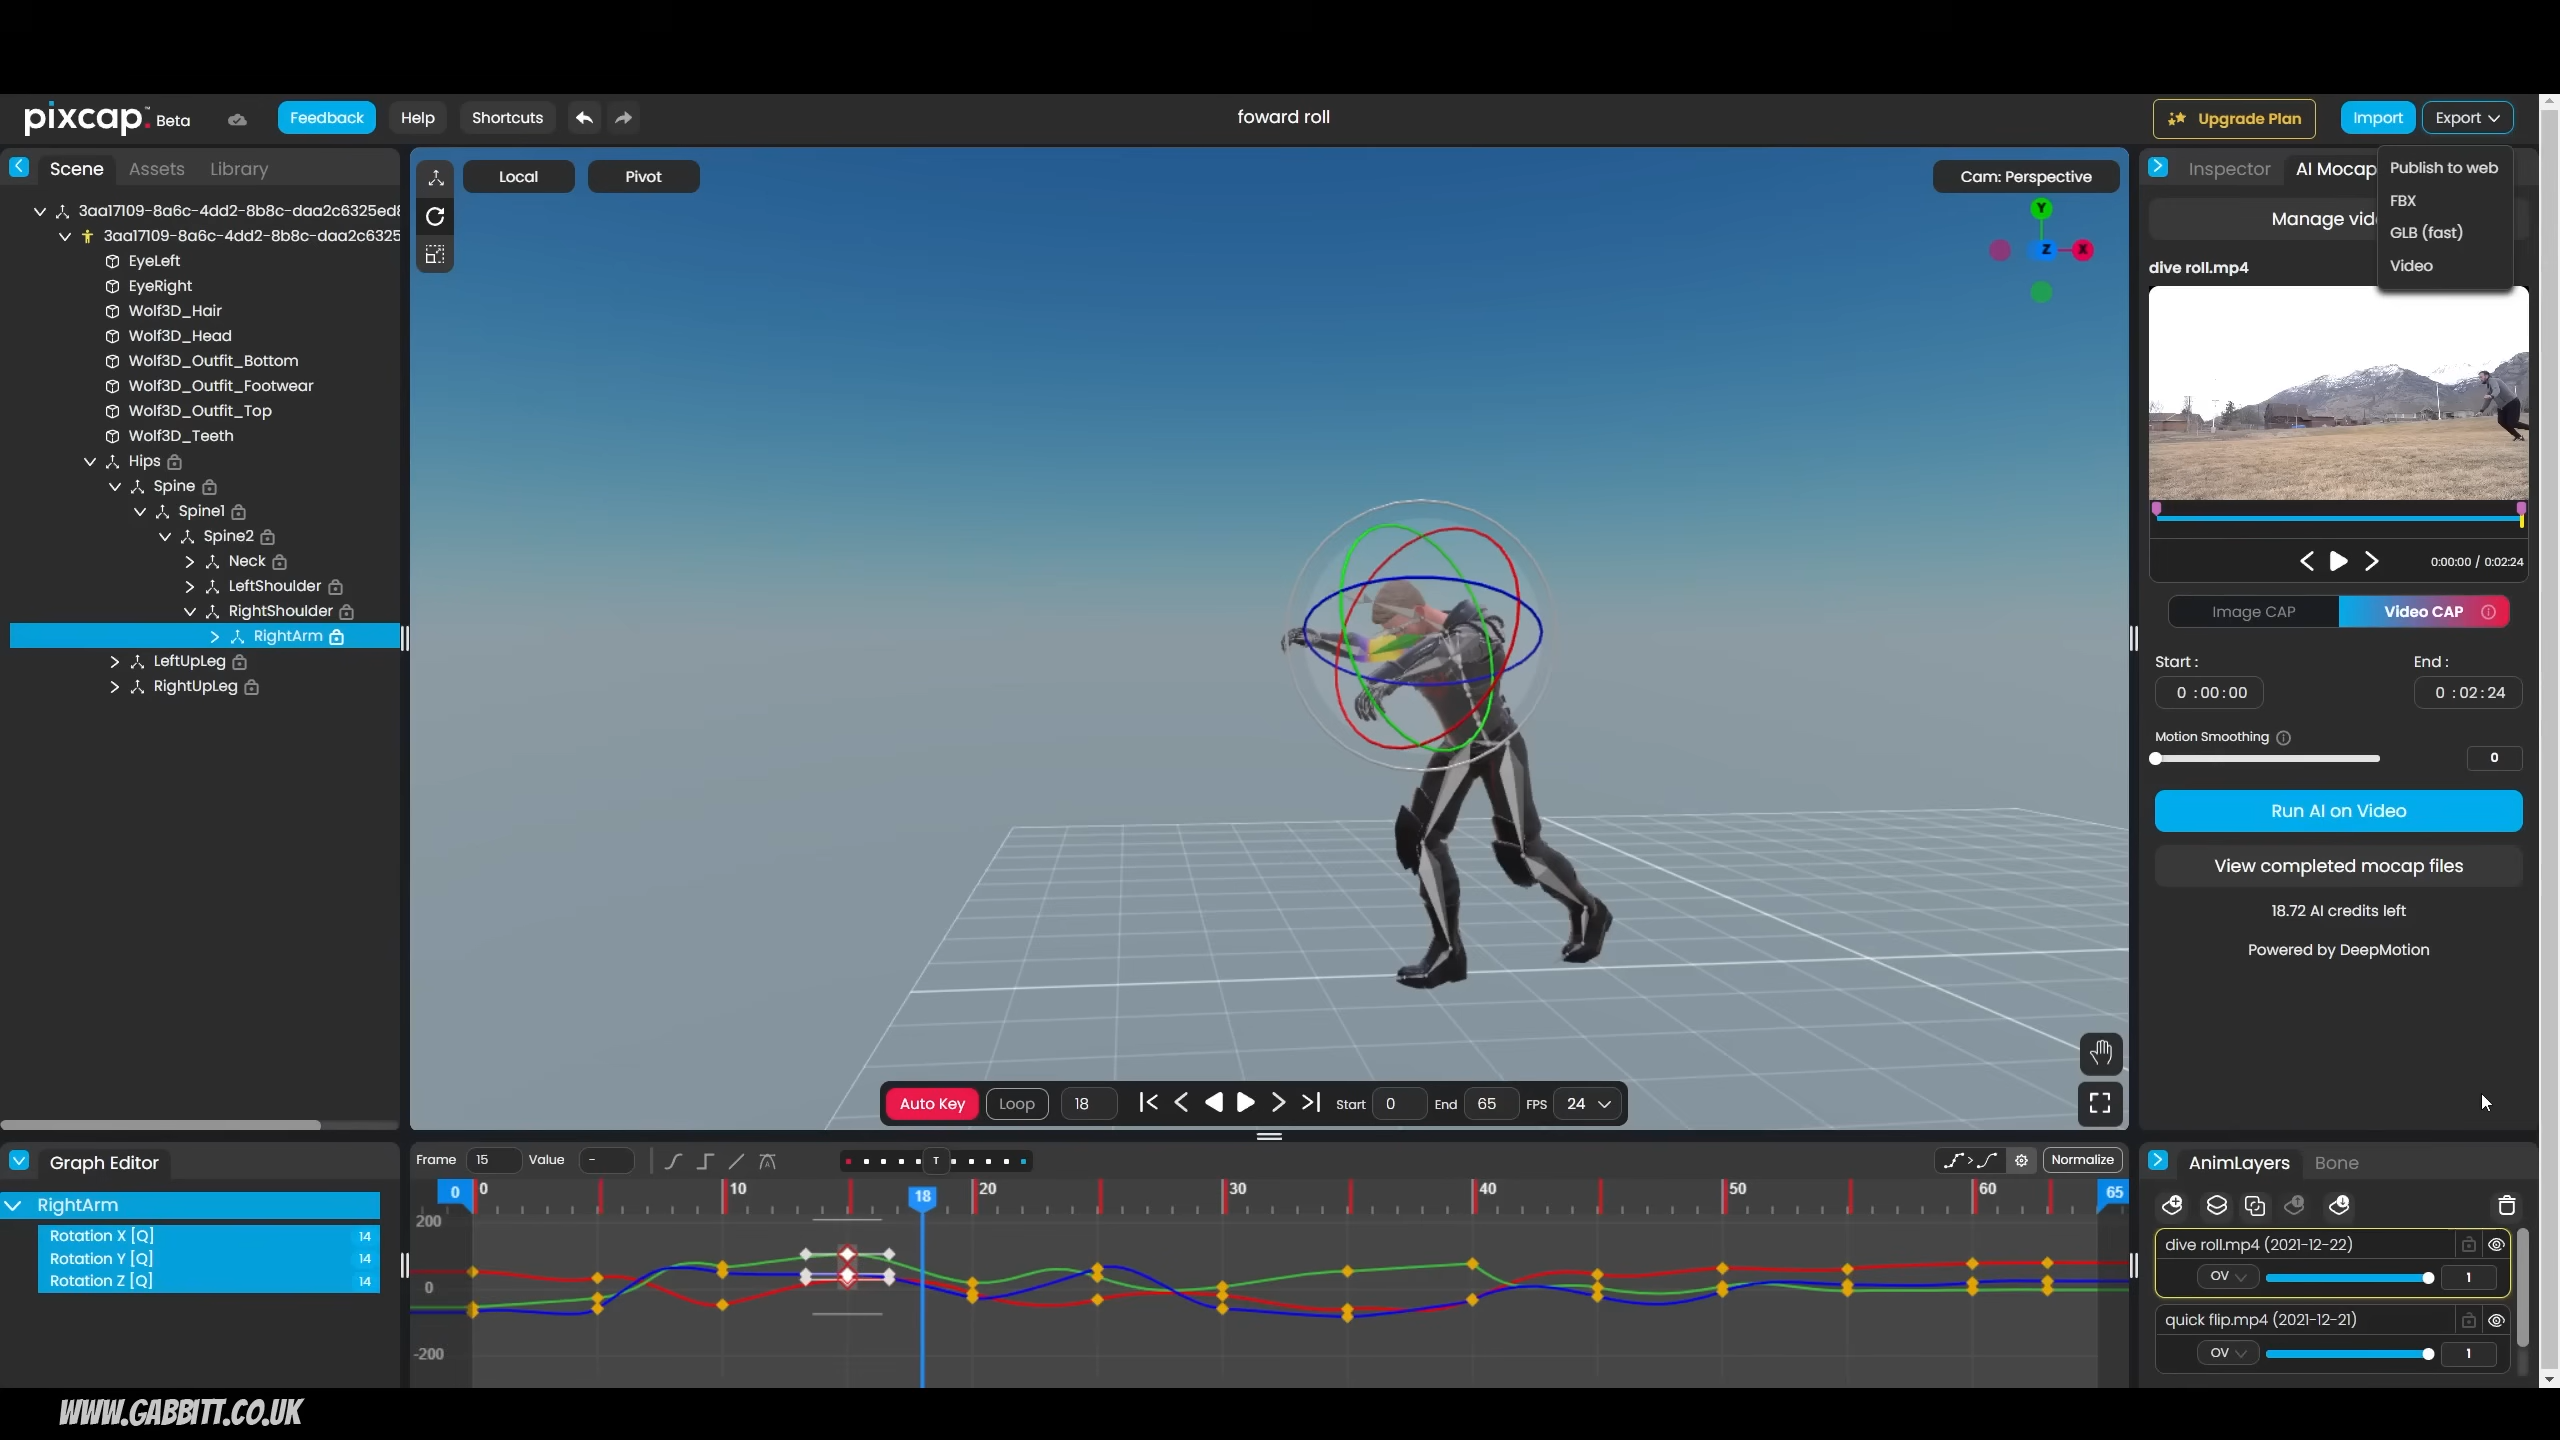 pixcap. Beta Feedback Help Shortcuts foward roll Upgrade Plan Import Export
Scene Assets Library
Local Pivot Cam: Perspective
Inspector AI Mocap
Publish to web
FBX
GLB (fast)
Video
Y
Z X
3aa17109-8a6c-4dd2-8b8c-daa2c6325ed8
3aa17109-8a6c-4dd2-8b8c-daa2c6325
EyeLeft
EyeRight
Wolf3D_Hair
Wolf3D_Head
Wolf3D_Outfit_Bottom
Wolf3D_Outfit_Footwear
Wolf3D_Outfit_Top
Wolf3D_Teeth
Hips
Spine
Spine1
Spine2
Neck
LeftShoulder
RightShoulder
RightArm
LeftUpLeg
RightUpLeg
Manage vid
dive roll.mp4
0:00:00 / 0:02:24
Image CAP Video CAP
Start : End :
0 :00:00 0 :02:24
Motion Smoothing
0
Run AI on Video
View completed mocap files
18.72 AI credits left
Powered by DeepMotion
Auto Key Loop 18 Start 0 End 65 FPS 24
Graph Editor
RightArm
Rotation X [Q] 14
Rotation Y [Q] 14
Rotation Z [Q] 14
Frame 15 Value - T Normalize
0 0 10 18 20 30 40 50 60 65
200
0
-200
AnimLayers Bone
dive roll.mp4 (2021-12-22)
OV 1
quick flip.mp4 (2021-12-21)
OV 1
WWW.GABBITT.CO.UK